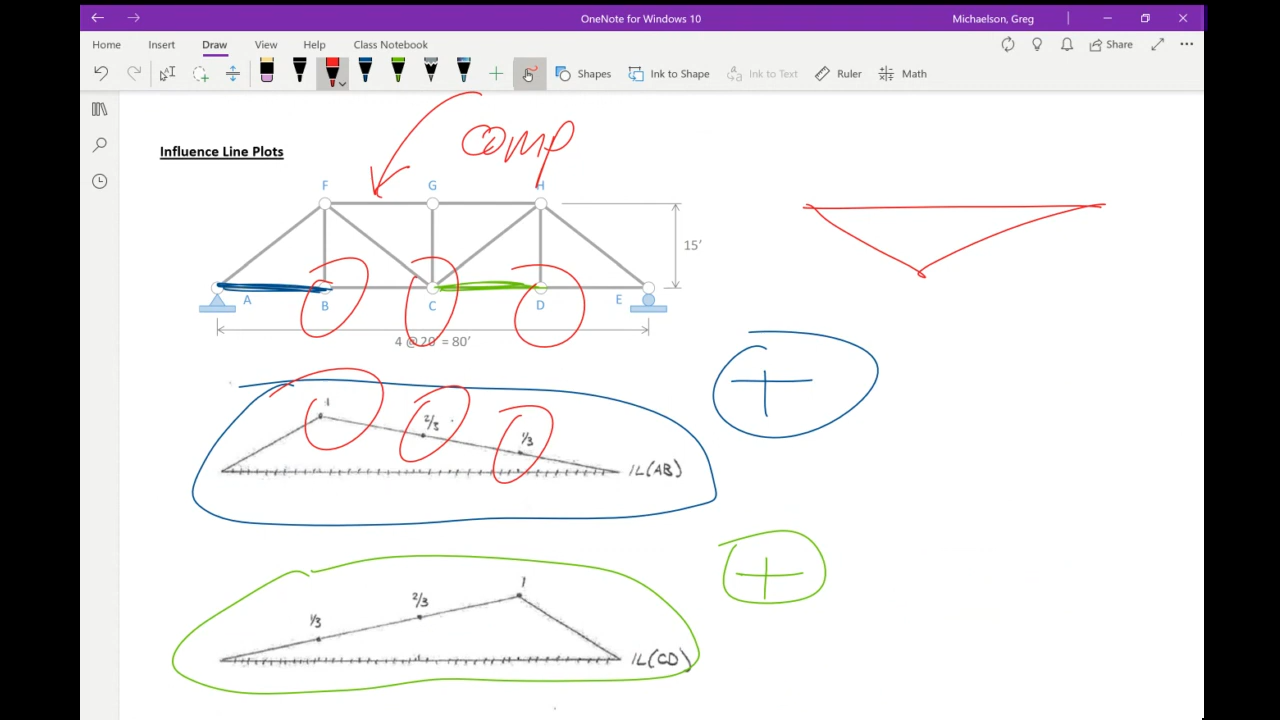 OneNote for Windows 10
Michaelson, Greg
Home Insert Draw View Help Class Notebook
Share
Shapes Ink to Shape Ink to Text Ruler Math
Influence Line Plots
comp
F G H
15'
A B C D E
4 @ 20' = 80'
1
2/3
1/3
IL(AB)
1
2/3
1/3
IL(CD)